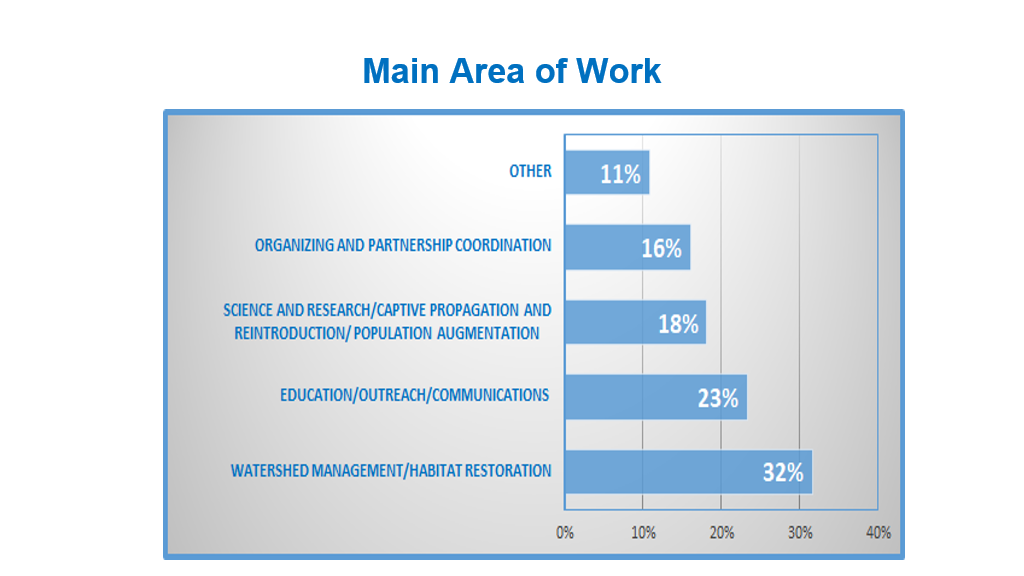 Main Area of Work
OTHER
11%
ORGANIZING AND PARTNERSHIP COORDINATION
16%
SCIENCE AND RESEARCH/CAPTIVE PROPAGATION AND
REINTRODUCTION/ POPULATION AUGMENTATION
18%
EDUCATION/OUTREACH/COMMUNICATIONS
23%
WATERSHED MANAGEMENT/HABITAT RESTORATION
32%
0% 10% 20% 30% 40%